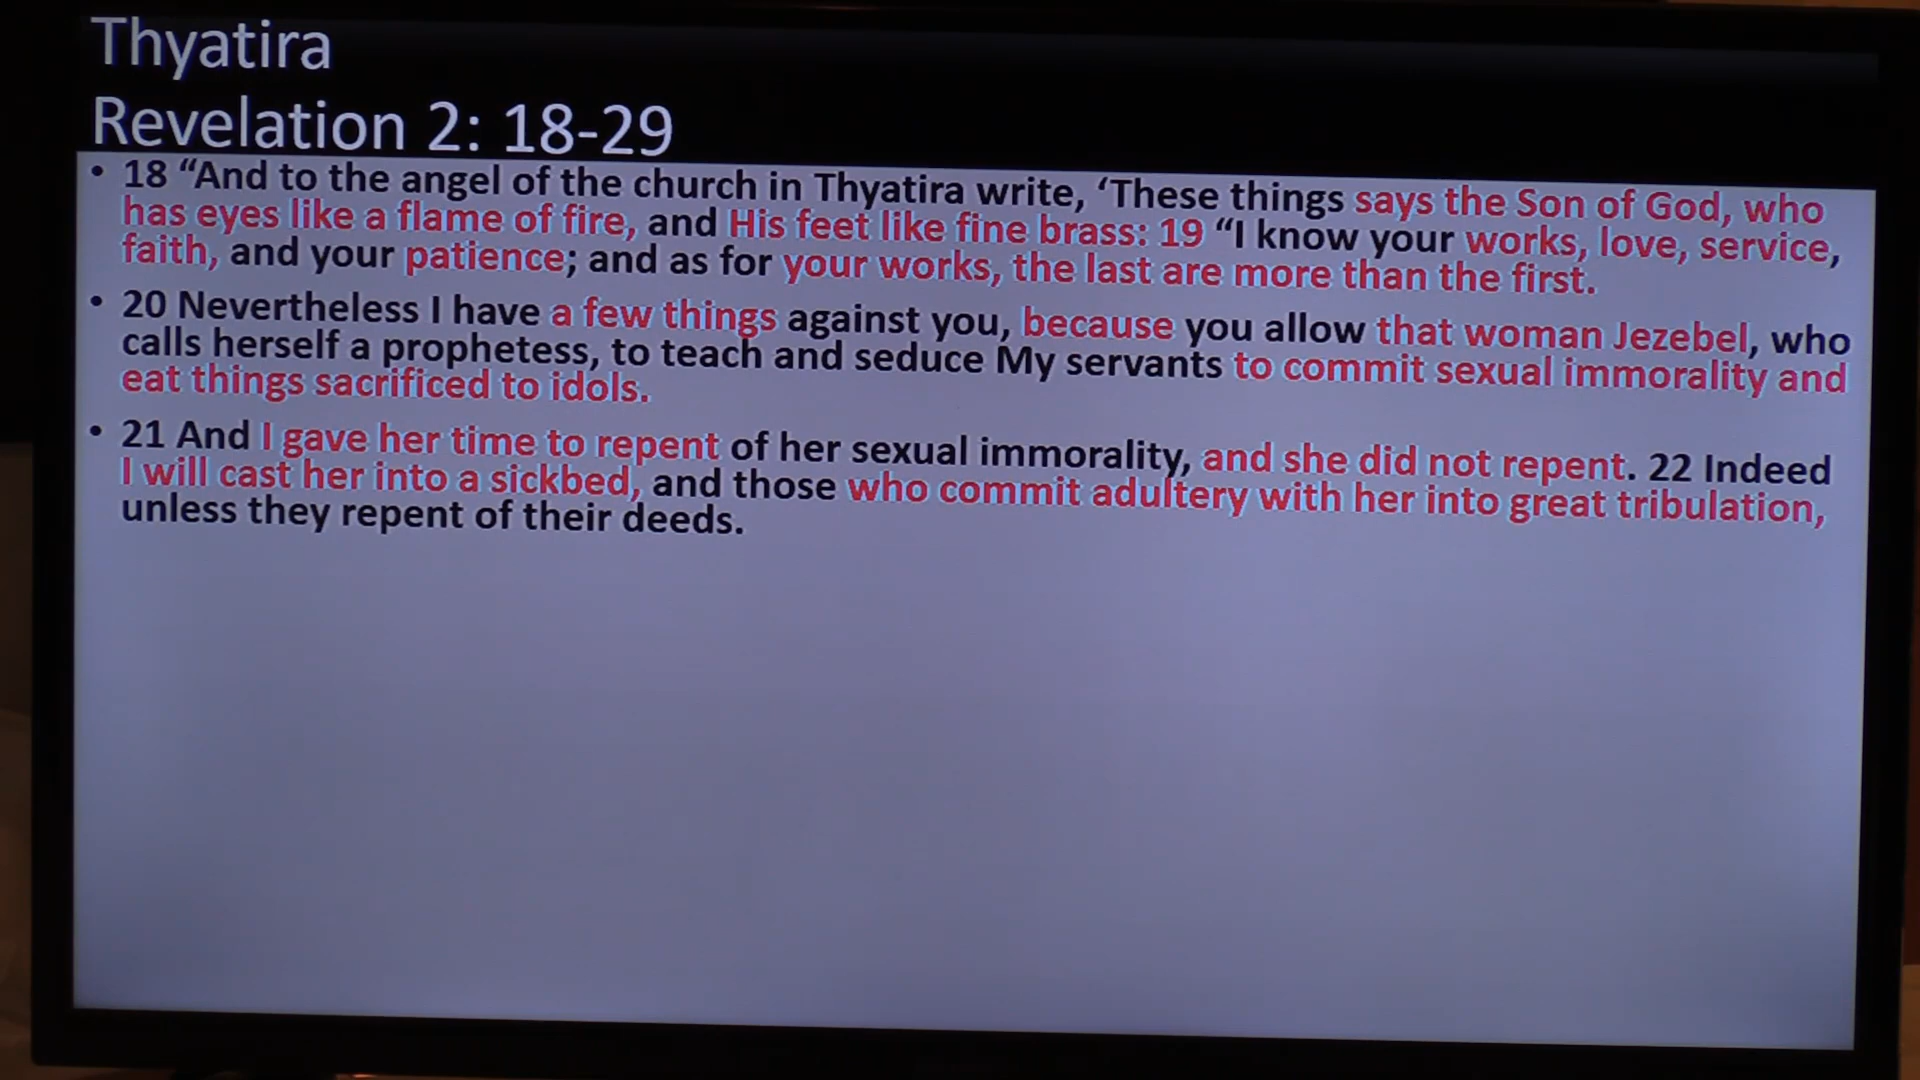 Thyatira
Revelation 2: 18-29
• 18 “And to the angel of the church in Thyatira write, ‘These things says the Son of God, who
has eyes like a flame of fire, and His feet like fine brass: 19 “I know your works, love, service,
faith, and your patience; and as for your works, the last are more than the first.
• 20 Nevertheless I have a few things against you, because you allow that woman Jezebel, who
calls herself a prophetess, to teach and seduce My servants to commit sexual immorality and
eat things sacrificed to idols.
• 21 And I gave her time to repent of her sexual immorality, and she did not repent. 22 Indeed
I will cast her into a sickbed, and those who commit adultery with her into great tribulation,
unless they repent of their deeds.